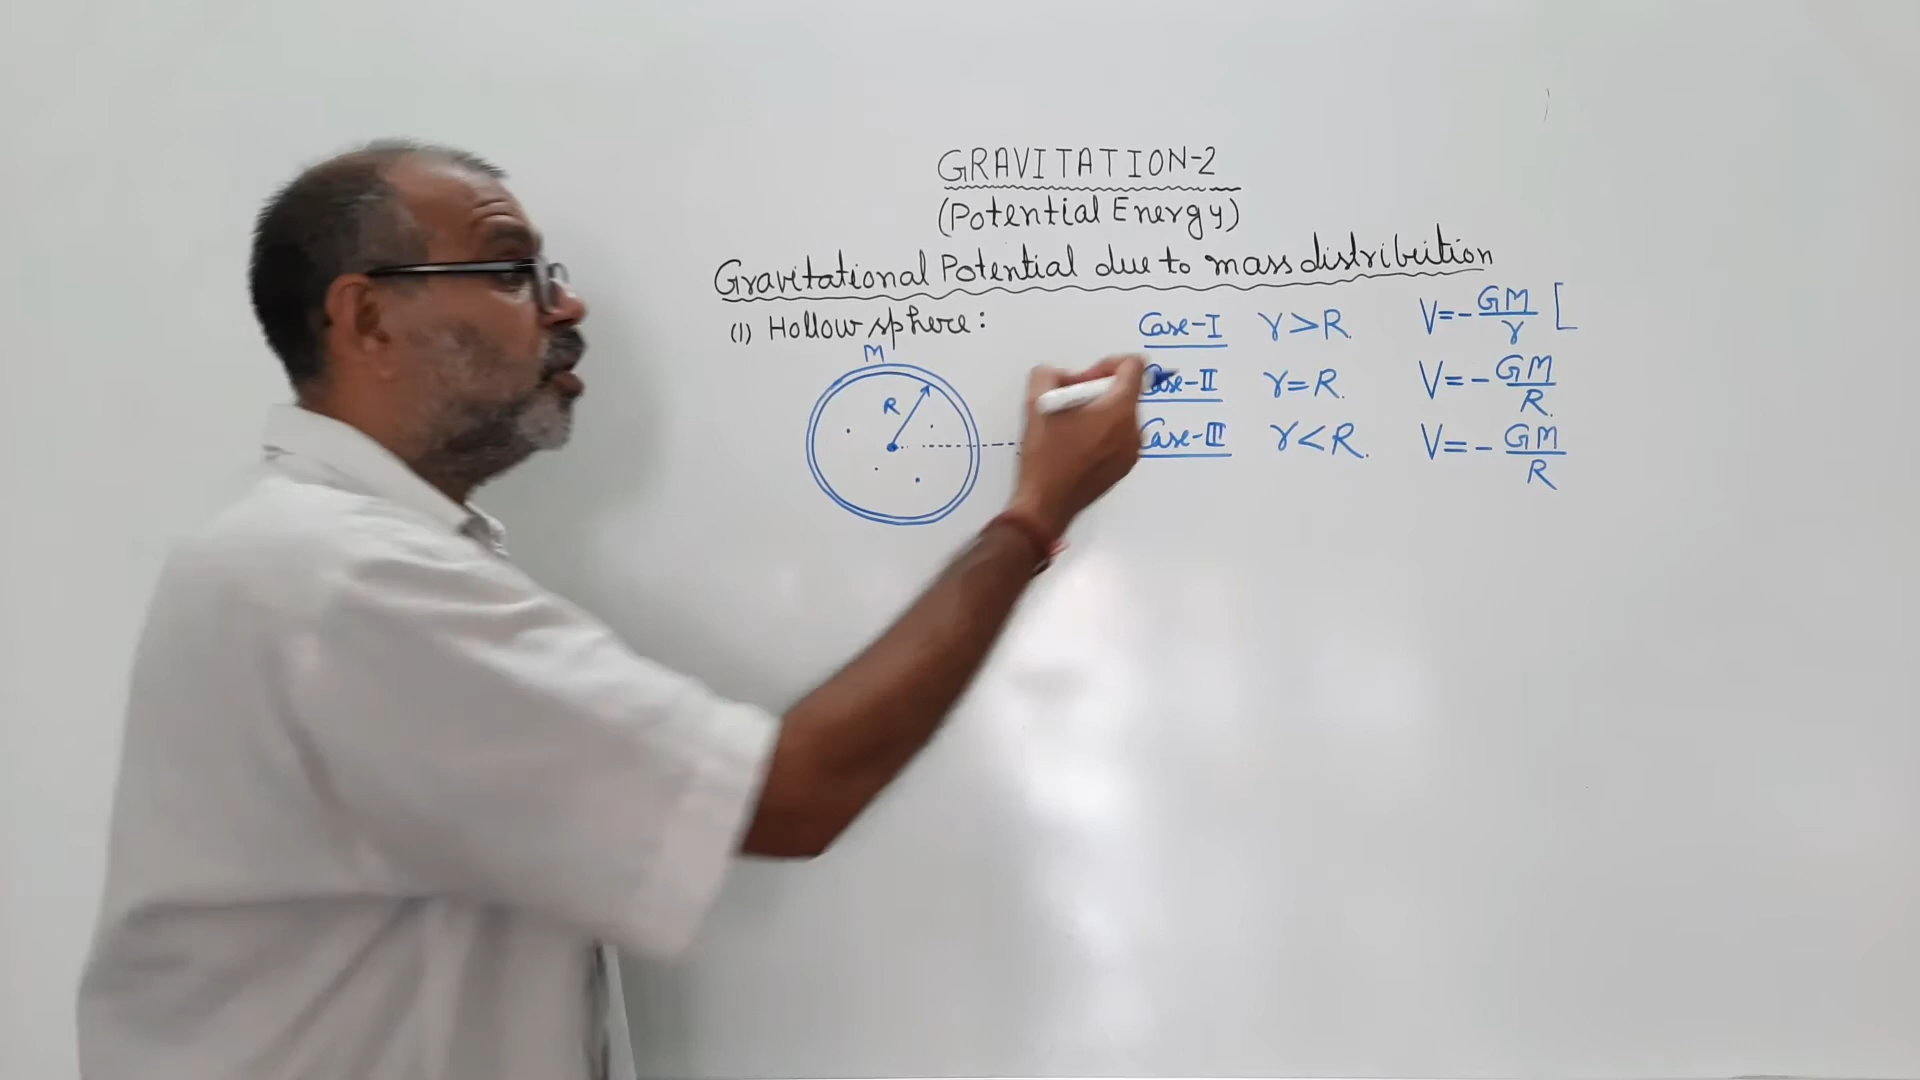 GRAVITATION-2
(Potential Energy)
Gravitational Potential due to mass distribution
(1) Hollow sphere:
M
R
Case-I r>R. V=-GM/r [
Case-II r=R. V=-GM/R.
Case-III r<R. V=-GM/R